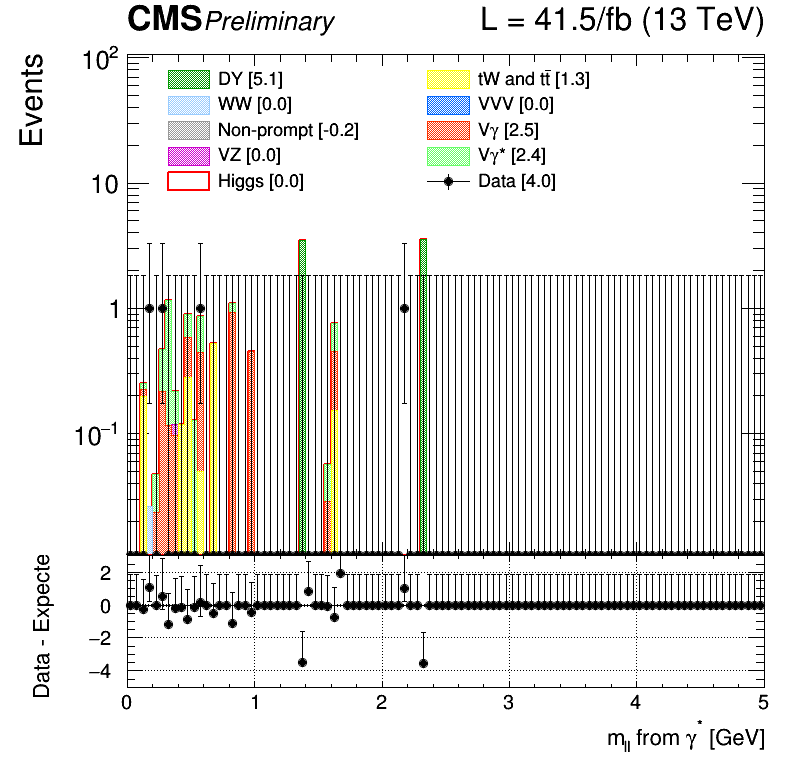 CMS Preliminary L = 41.5/fb (13 TeV)
Events
10²
10
1
10⁻¹
DY [5.1]
WW [0.0]
Non-prompt [-0.2]
VZ [0.0]
Higgs [0.0]
tW and tt̄ [1.3]
VVV [0.0]
Vγ [2.5]
Vγ* [2.4]
Data [4.0]
Data - Expecte
2
0
−2
−4
0 1 2 3 4 5
m_ll from γ* [GeV]